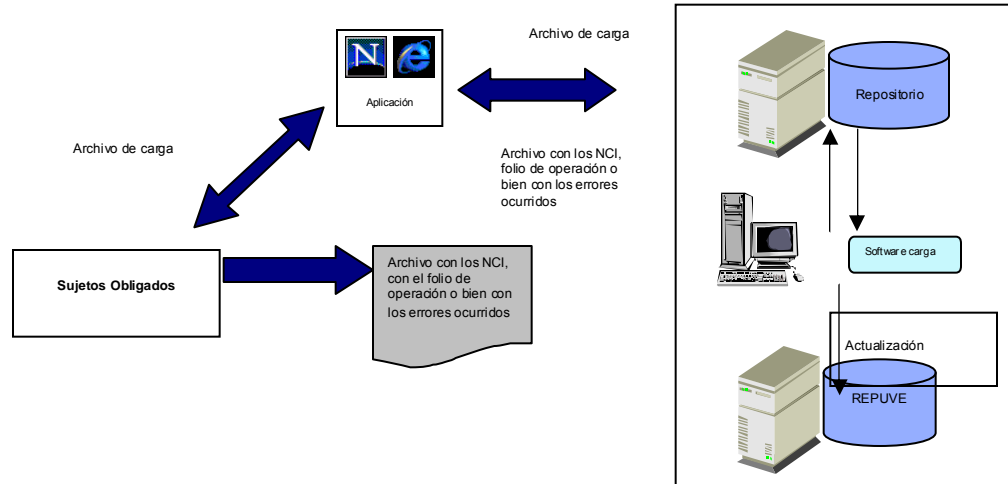 Archivo de carga
N
e
Aplicación
Archivo de carga
Archivo con los NCI,
folio de operación o
bien con los errores
ocurridos
Sujetos Obligados
Archivo con los NCI,
con el folio de
operación o bien con
los errores ocurridos
Repositorio
Software carga
Actualización
REPUVE